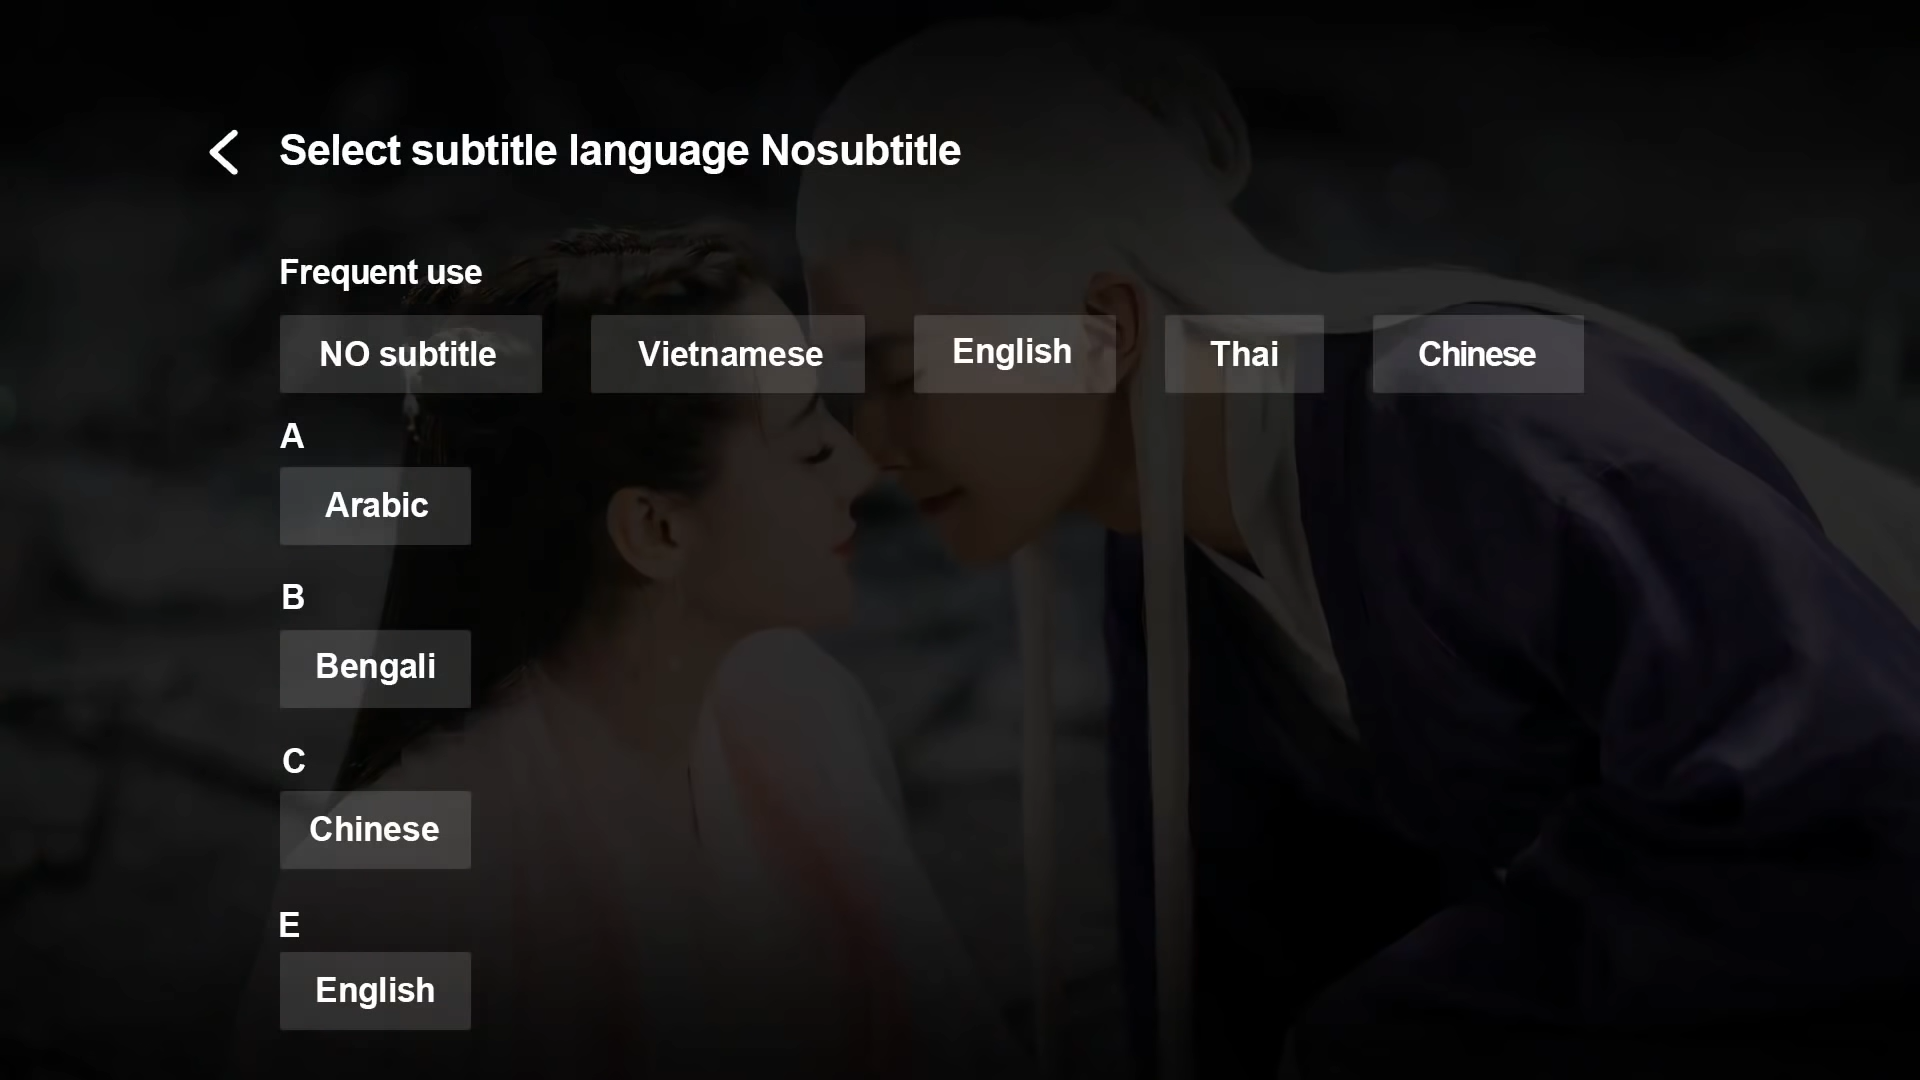 Select subtitle language Nosubtitle
Frequent use
NO subtitle Vietnamese English Thai Chinese
A
Arabic
B
Bengali
C
Chinese
E
English